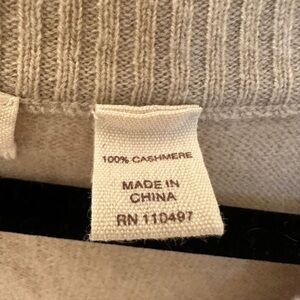 100% CASHMERE
MADE IN
CHINA
RN 110497